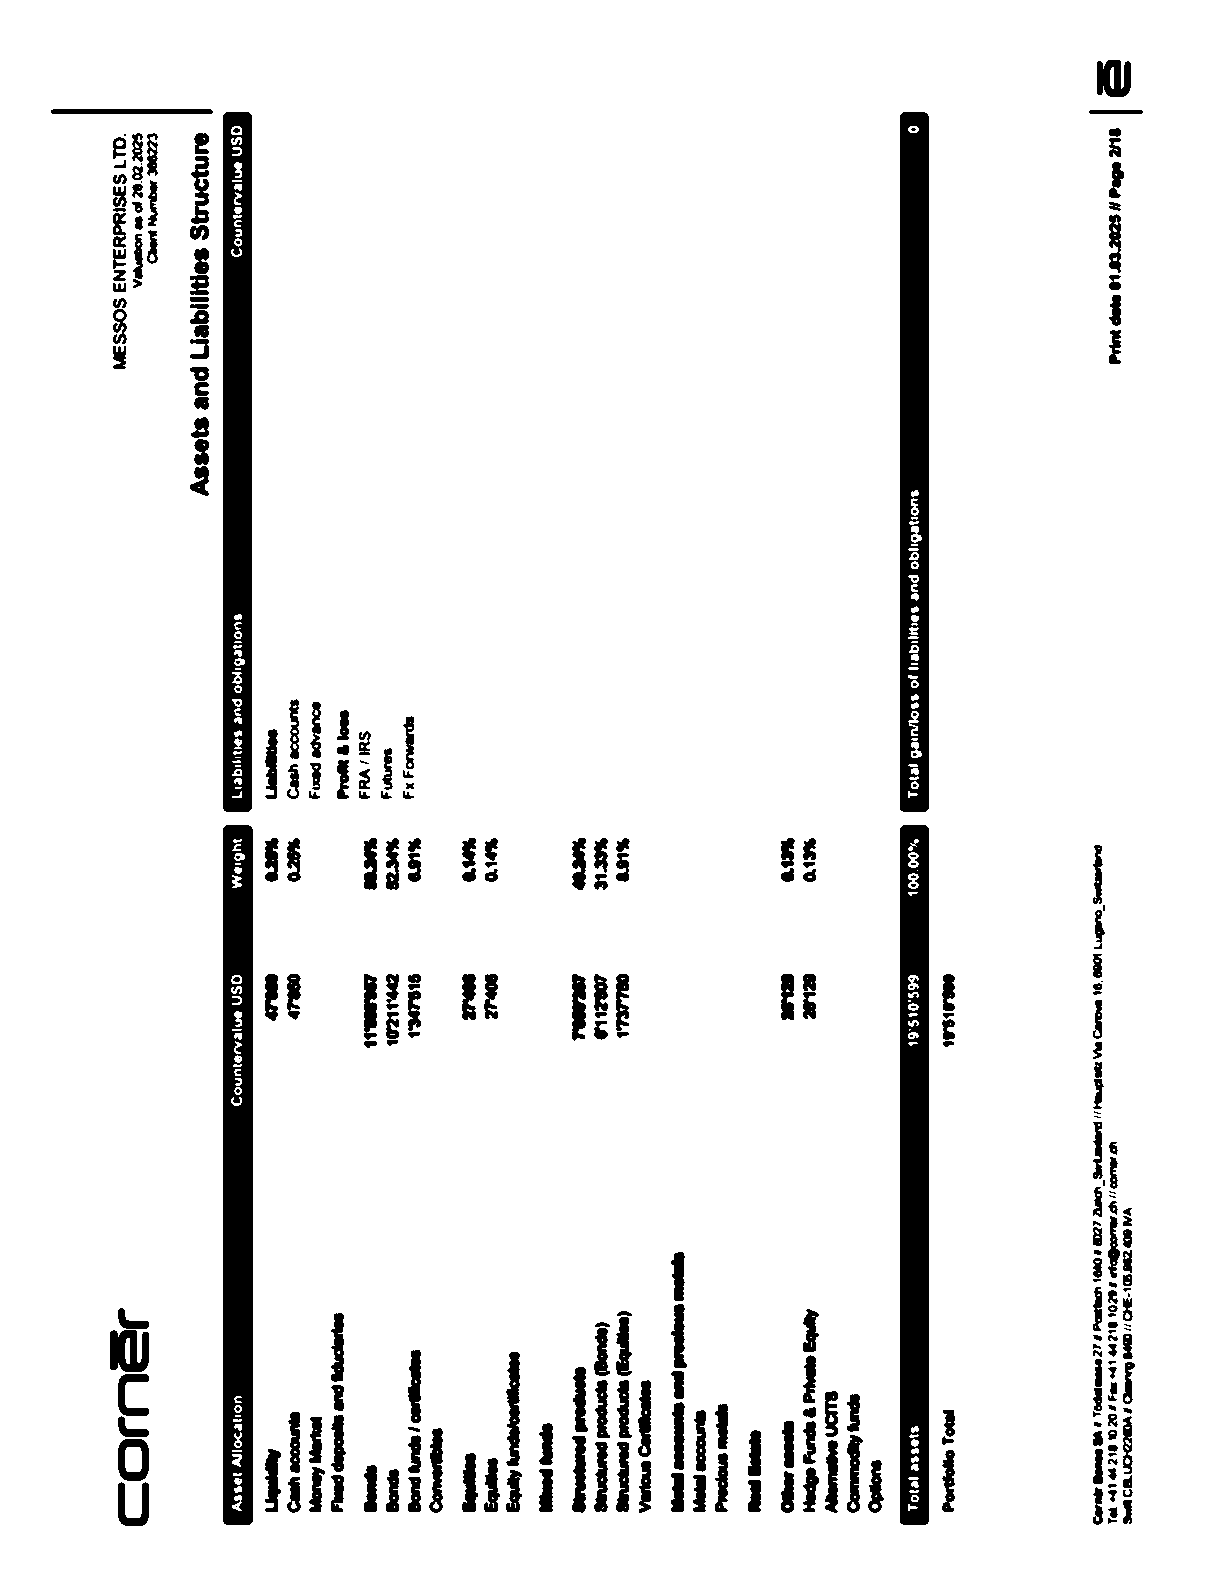 cornèr
MESSOS ENTERPRISES LTD.
Valuation as of 28.02.2025
Client Number
Assets and Liabilities Structure
Asset Allocation Countervalue USD Weight
Liquidity 47'850 0.25%
Cash accounts 47'850 0.25%
Money Market
Fixed deposits and fiduciaries
Bonds 11'558'957 59.24%
Bonds 10'211'442 52.34%
Bond funds / certificates 1'347'515 6.91%
Convertibles
Equities 27'406 0.14%
Equities 27'406 0.14%
Equity funds/certificates
Mixed funds
Structured products 7'850'257 40.24%
Structured products (Bonds) 6'112'507 31.33%
Structured products (Equities) 1'737'750 8.91%
Various Certificates
Metal accounts and precious metals
Metal accounts
Precious metals
Real Estate
Other assets 26'129 0.13%
Hedge Funds & Private Equity 26'129 0.13%
Alternative UCITS
Commodity funds
Options
Total assets 19'510'599 100.00%
Portfolio Total 19'510'599
Liabilities and obligations Countervalue USD
Liabilities
Cash accounts
Fixed advance
Profit & loss
FRA / IRS
Futures
Fx Forwards
Total gain/loss of liabilities and obligations 0
Cornèr Banca SA // Tödistrasse 27 // Postfach 1640 // 8027 Zurich_Switzerland // Hauptsitz Via Canova 16, 6901 Lugano_Switzerland
Tel. +41 44 218 10 20 // Fax +41 44 218 10 29 // info@corner.ch // corner.ch
Swift // Clearing 8490 // CHE-105.962.409 IVA
Print date 01.03.2025 // Page 2/18